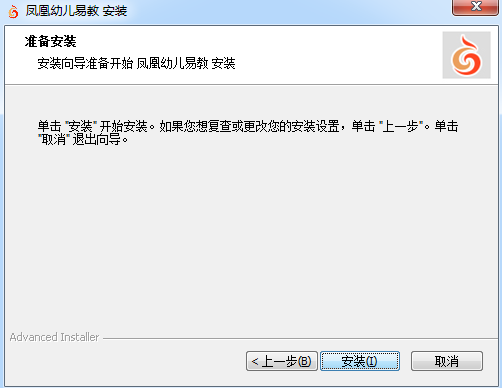 凤凰幼儿易教 安装
准备安装
安装向导准备开始 凤凰幼儿易教 安装
单击 "安装" 开始安装。如果您想复查或更改您的安装设置，单击 "上一步"。单击
"取消" 退出向导。
Advanced Installer
< 上一步(B) 安装(I) 取消